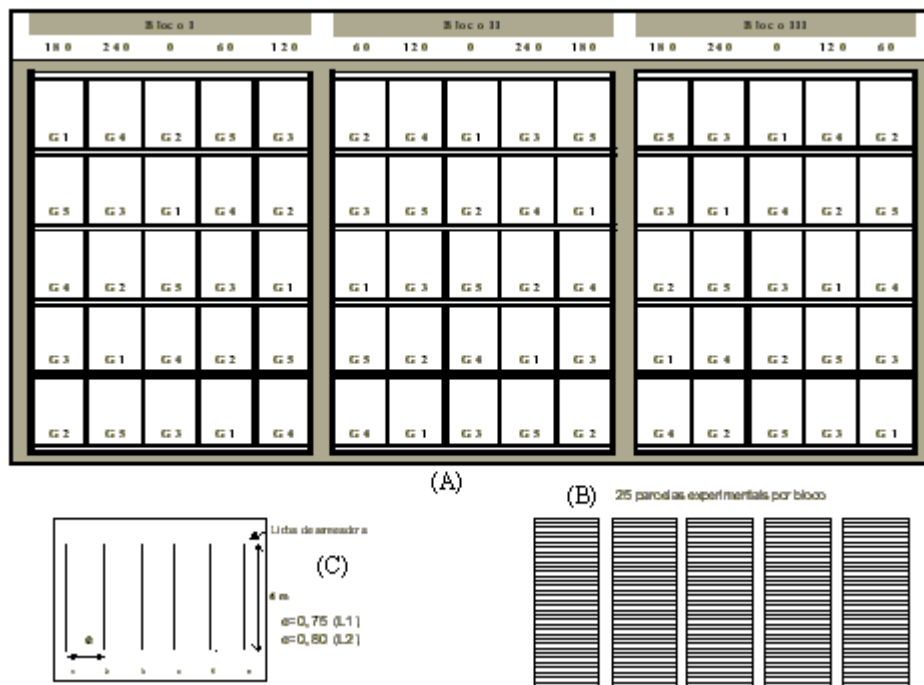 Bloco I Bloco II Bloco III
180 240 0 60 120 60 120 0 240 180 180 240 0 120 60
G1 G4 G2 G5 G3 G2 G4 G1 G3 G5 G5 G3 G1 G4 G2
G5 G3 G1 G4 G2 G3 G5 G2 G4 G1 G3 G1 G4 G2 G5
G4 G2 G5 G3 G1 G1 G3 G5 G2 G4 G2 G5 G3 G1 G4
G3 G1 G4 G2 G5 G5 G2 G4 G1 G3 G1 G4 G2 G5 G3
G2 G5 G3 G1 G4 G4 G1 G3 G5 G2 G4 G2 G5 G3 G1
(A)
(B) 25 parcelas experimentiais por bloco
(C)
e=0,75 (L1)
e=0,80 (L2)
e